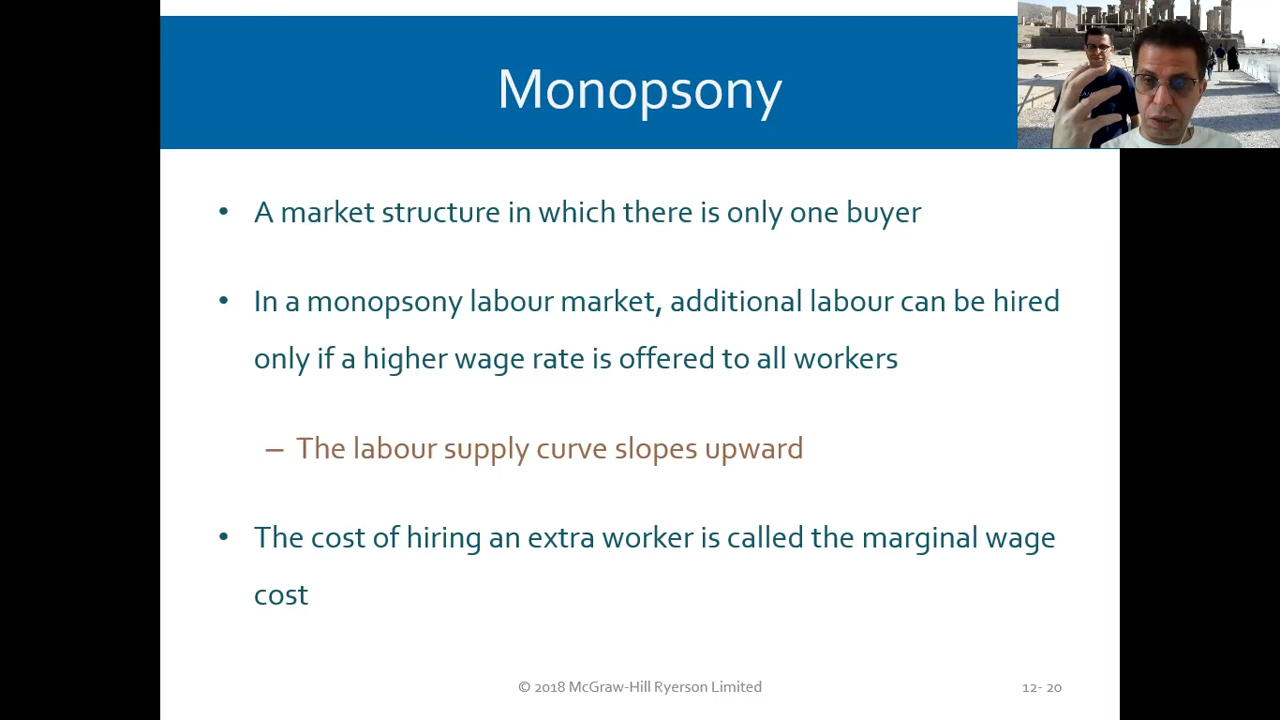 Monopsony
• A market structure in which there is only one buyer
• In a monopsony labour market, additional labour can be hired
only if a higher wage rate is offered to all workers
– The labour supply curve slopes upward
• The cost of hiring an extra worker is called the marginal wage
cost
© 2018 McGraw-Hill Ryerson Limited
12- 20